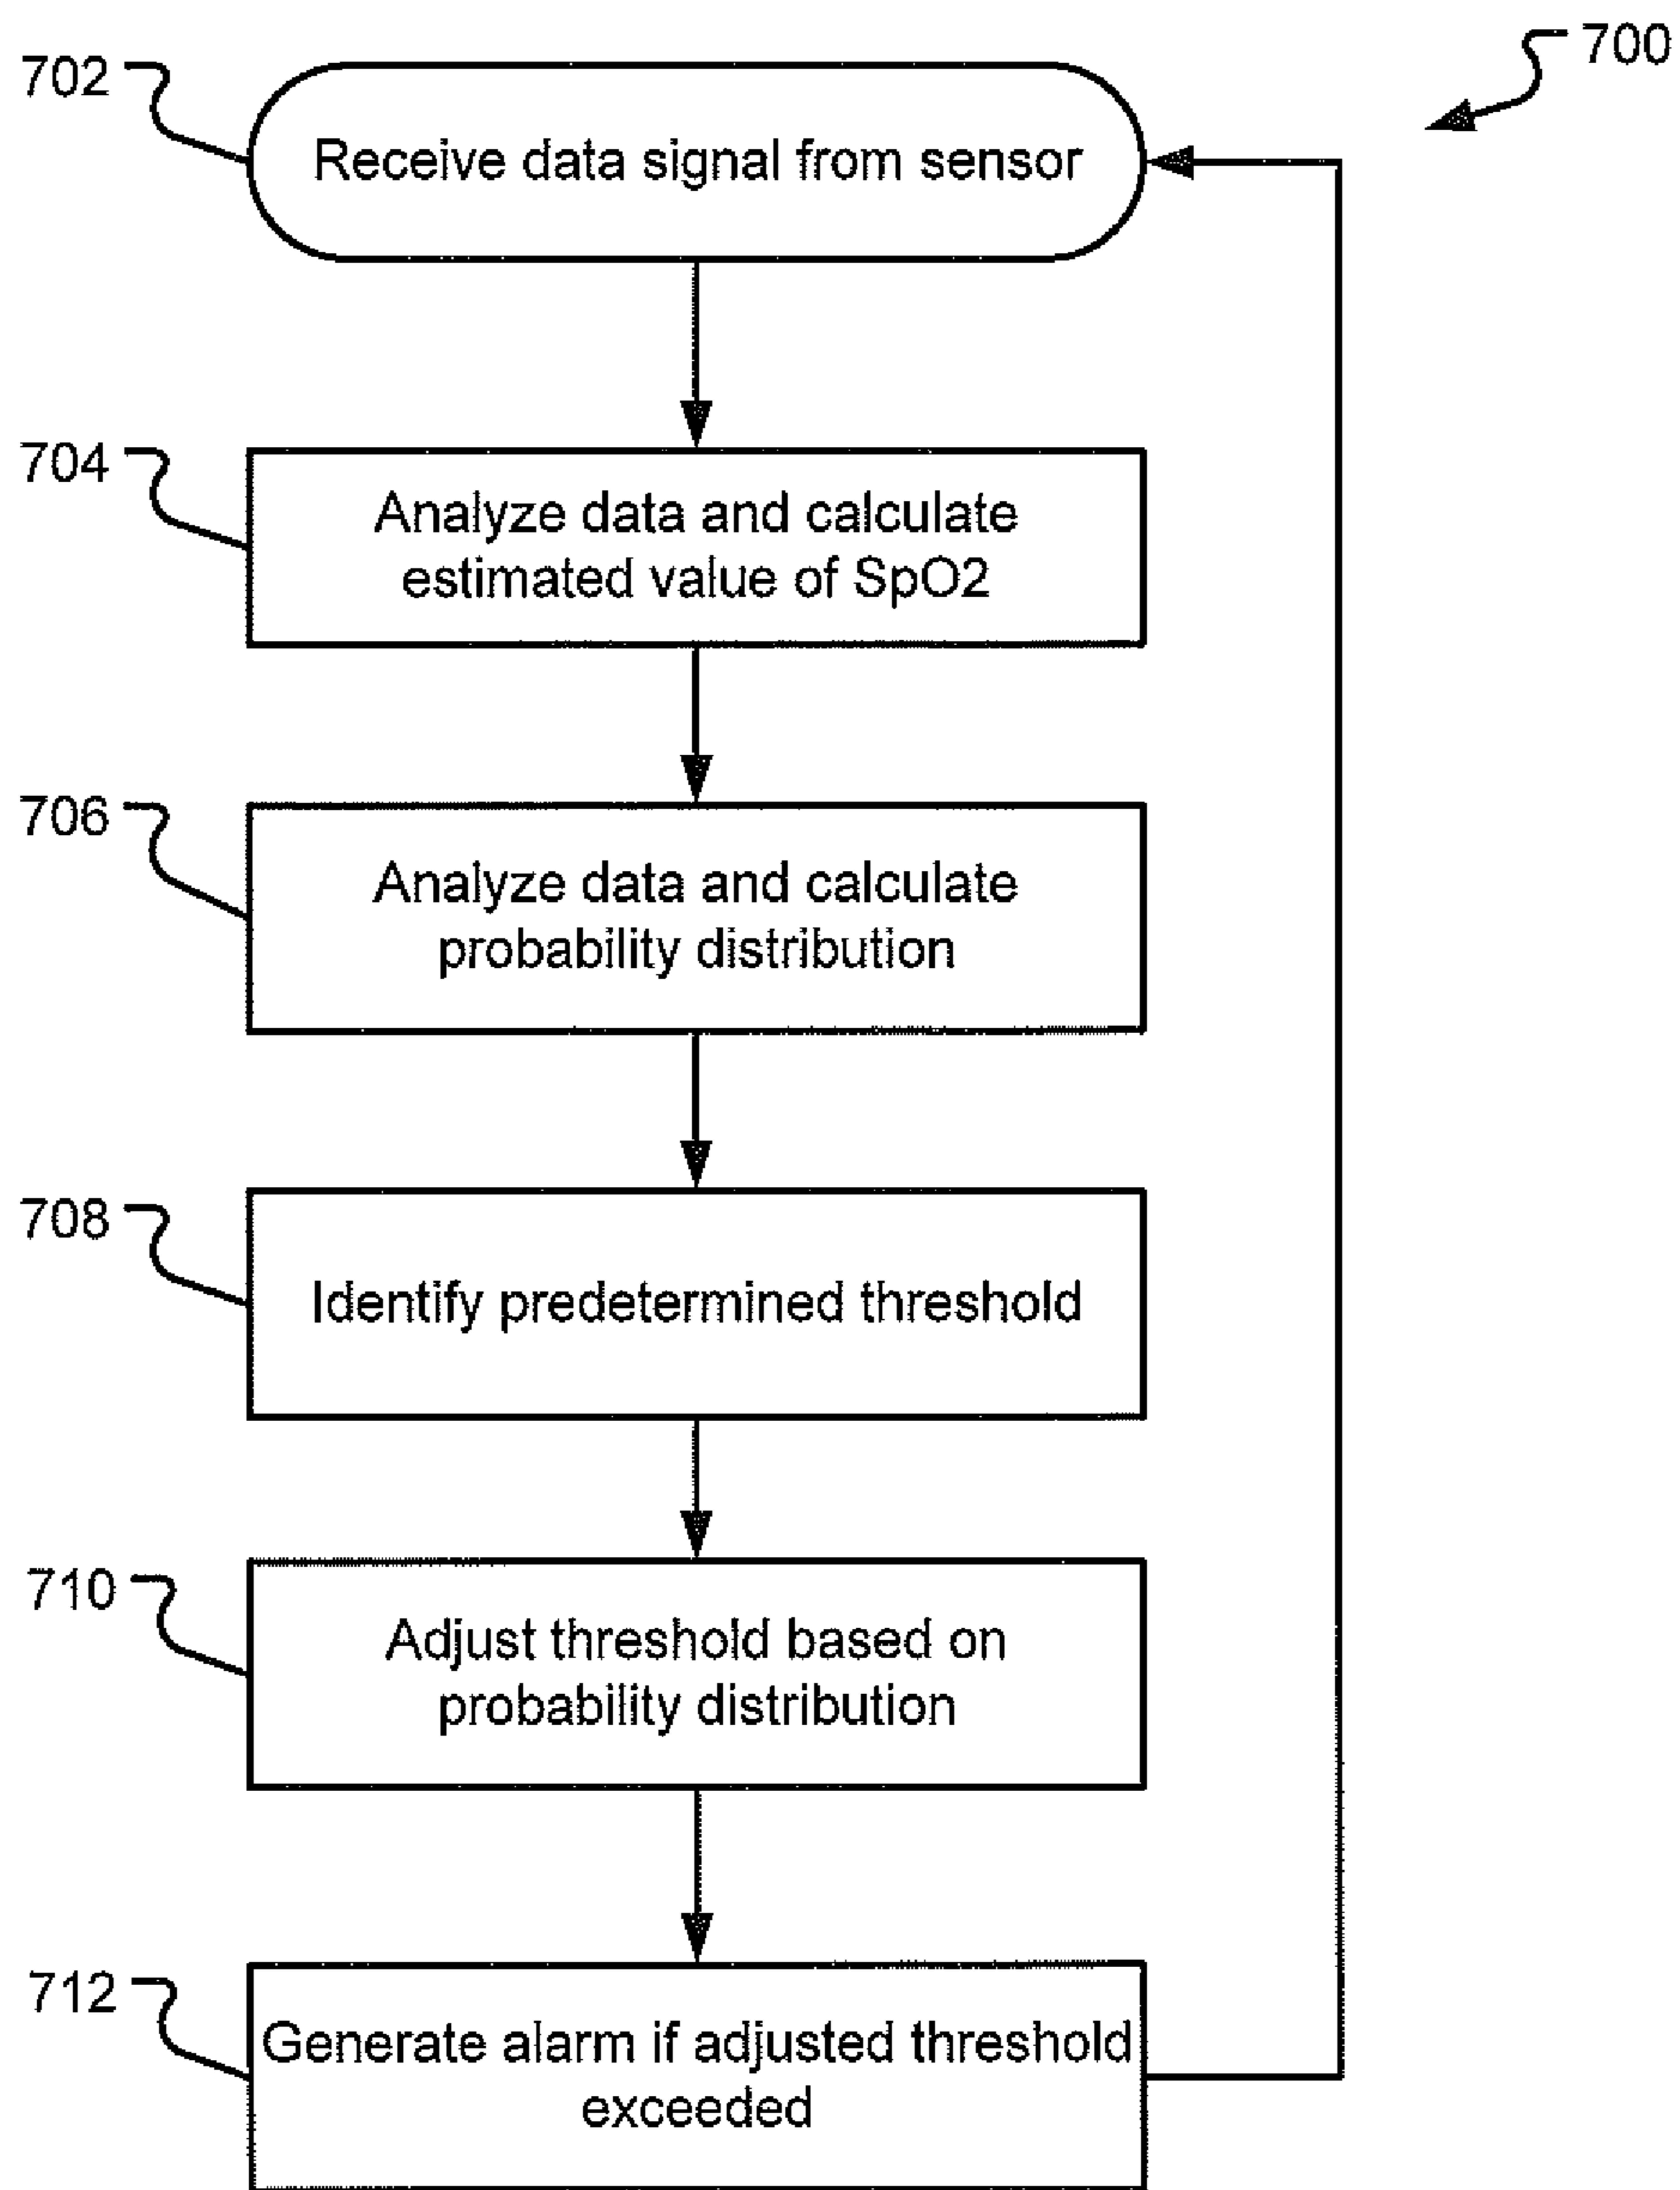 700
702
Receive data signal from sensor
704
Analyze data and calculate
estimated value of SpO2
706
Analyze data and calculate
probability distribution
708
Identify predetermined threshold
710
Adjust threshold based on
probability distribution
712
Generate alarm if adjusted threshold
exceeded